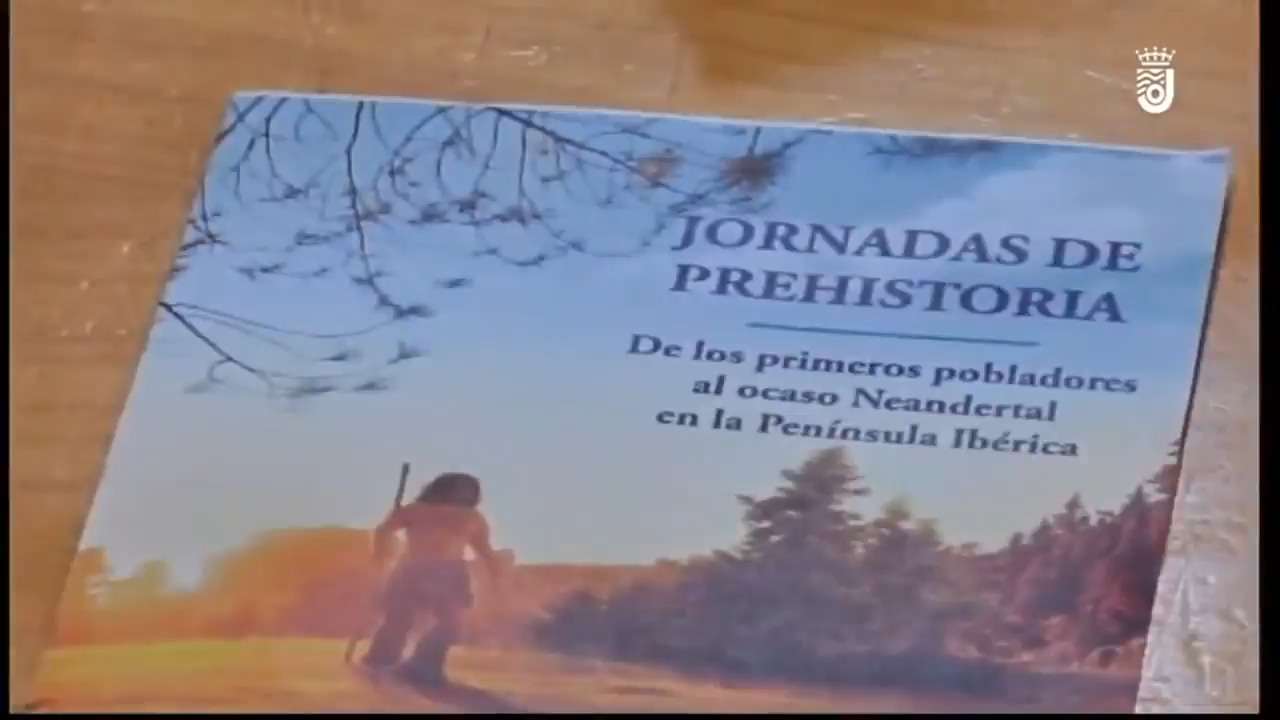 JORNADAS DE
PREHISTORIA
De los primeros pobladores
al ocaso Neandertal
en la Península Ibérica